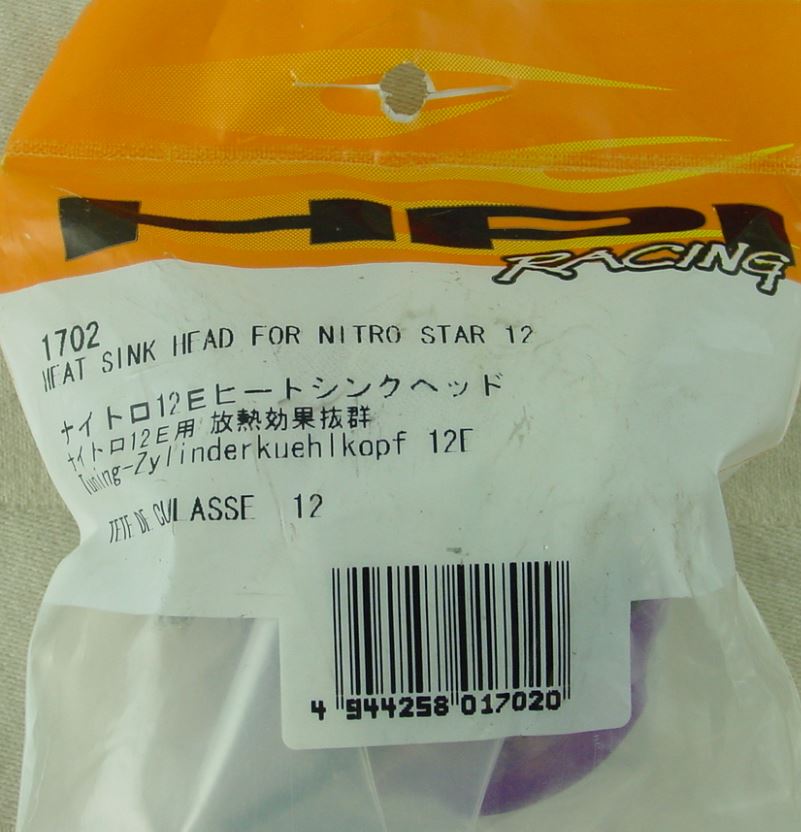 HPI
RACING
1702
HEAT SINK HEAD FOR NITRO STAR 12
ナイトロ12Eヒートシンクヘッド
ナイトロ12E用 放熱効果抜群
Tuning-Zylinderkuehlkopf 12E
TETE DE CULASSE 12
4 944258 017020